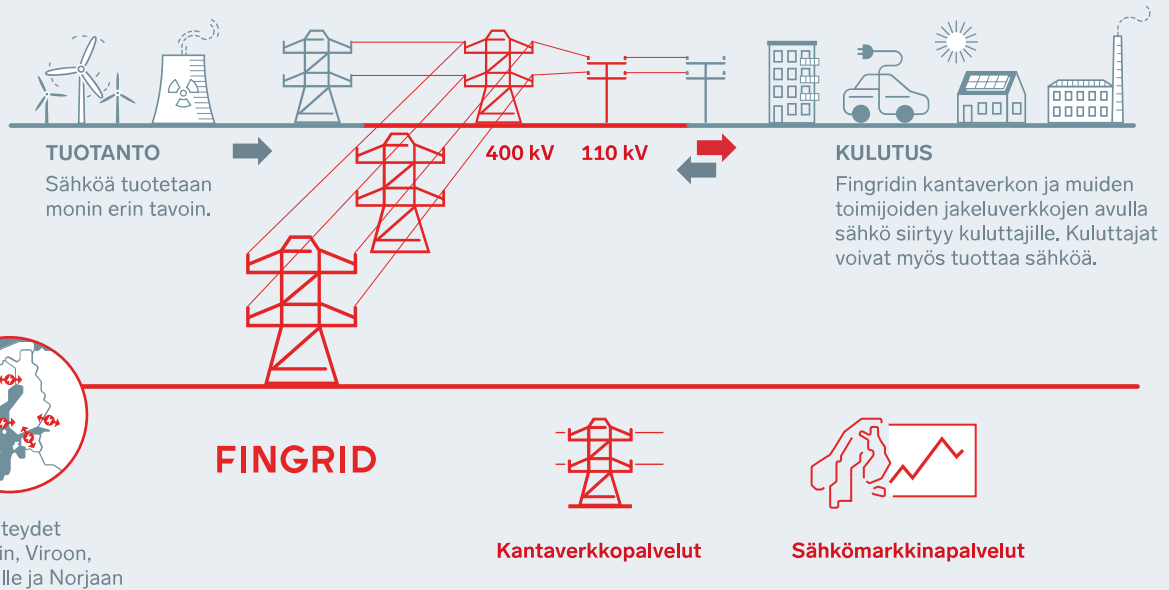 TUOTANTO
Sähköä tuotetaan
monin erin tavoin.
400 kV
110 kV
KULUTUS
Fingridin kantaverkon ja muiden
toimijoiden jakeluverkkojen avulla
sähkö siirtyy kuluttajille. Kuluttajat
voivat myös tuottaa sähköä.
FINGRID
Kantaverkkopalvelut
Sähkömarkkinapalvelut
teydet
in, Viroon,
lle ja Norjaan